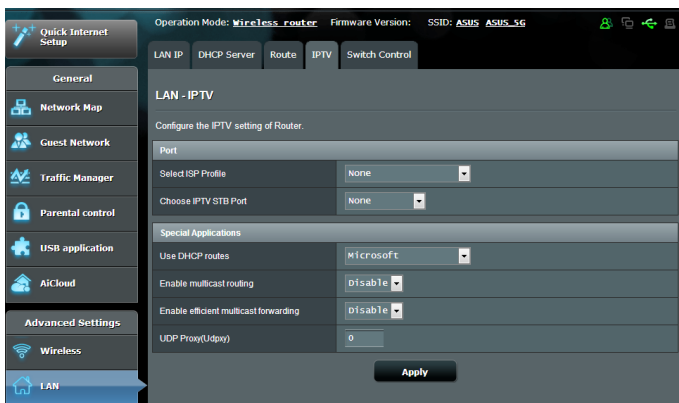 Quick Internet
Setup
Operation Mode: Wireless router Firmware Version: SSID: ASUS ASUS_5G
LAN IP DHCP Server Route IPTV Switch Control
General
Network Map
Guest Network
Traffic Manager
Parental control
USB application
AiCloud
Advanced Settings
Wireless
LAN
LAN - IPTV
Configure the IPTV setting of Router.
Port
Select ISP Profile None
Choose IPTV STB Port None
Special Applications
Use DHCP routes Microsoft
Enable multicast routing Disable
Enable efficient multicast forwarding Disable
UDP Proxy(Udpxy) 0
Apply